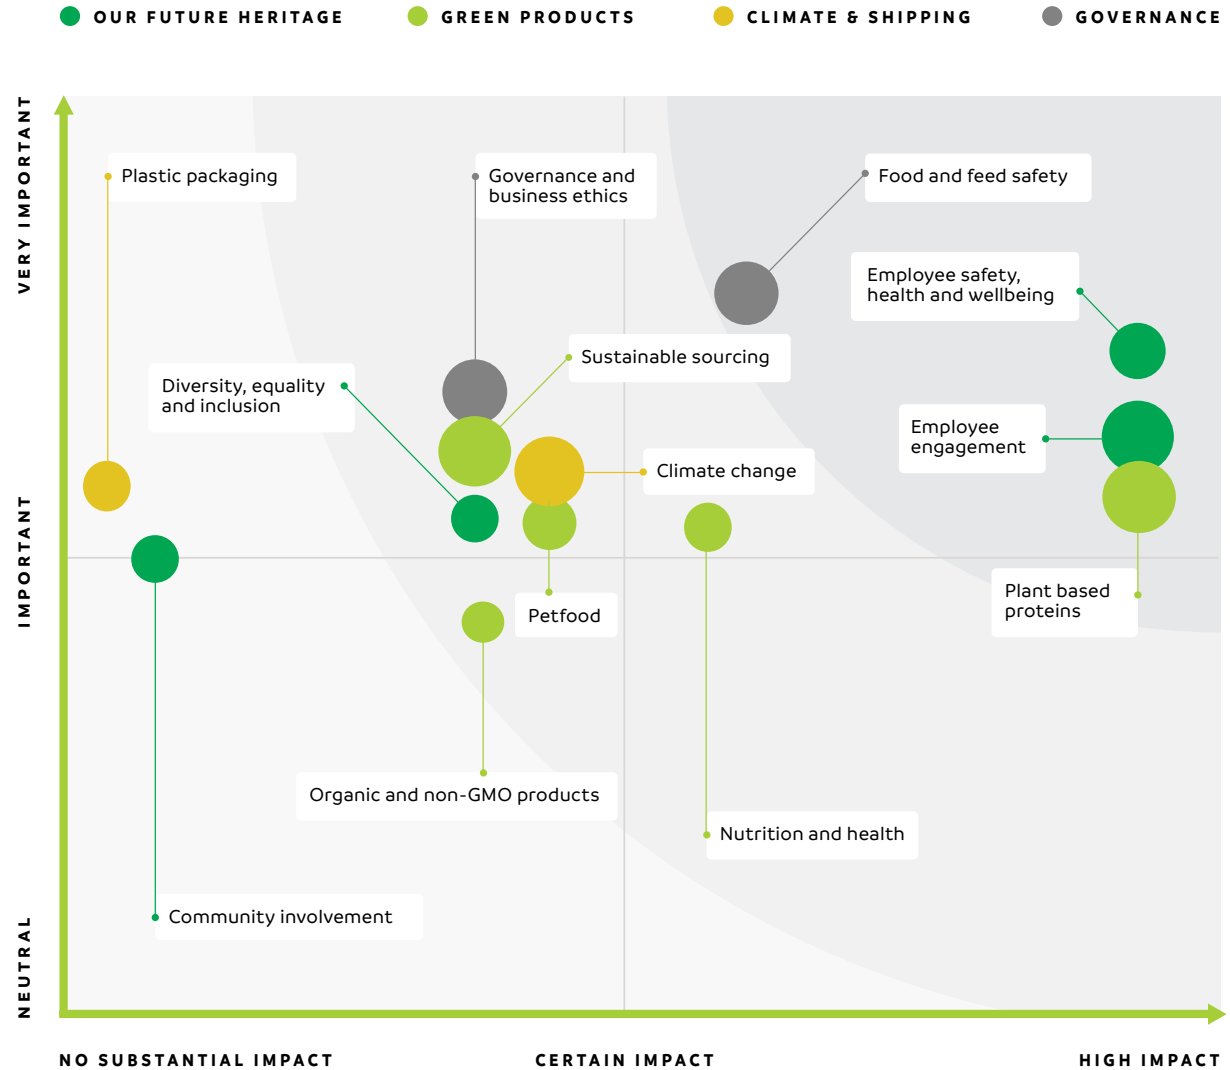 OUR FUTURE HERITAGE
GREEN PRODUCTS
CLIMATE & SHIPPING
GOVERNANCE
VERY IMPORTANT
IMPORTANT
NEUTRAL
Plastic packaging
Governance and
business ethics
Food and feed safety
Employee safety,
health and wellbeing
Sustainable sourcing
Diversity, equality
and inclusion
Employee
engagement
Climate change
Plant based
proteins
Petfood
Organic and non-GMO products
Nutrition and health
Community involvement
NO SUBSTANTIAL IMPACT
CERTAIN IMPACT
HIGH IMPACT